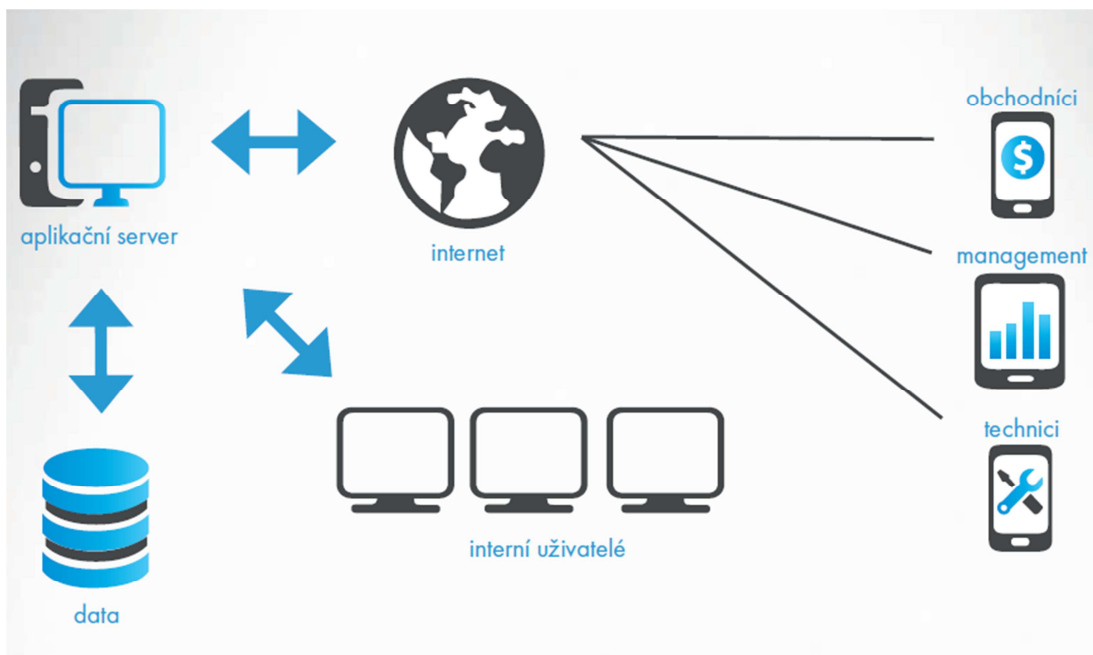 obchodníci
$
aplikační server
internet
management
technici
interní uživatelé
data